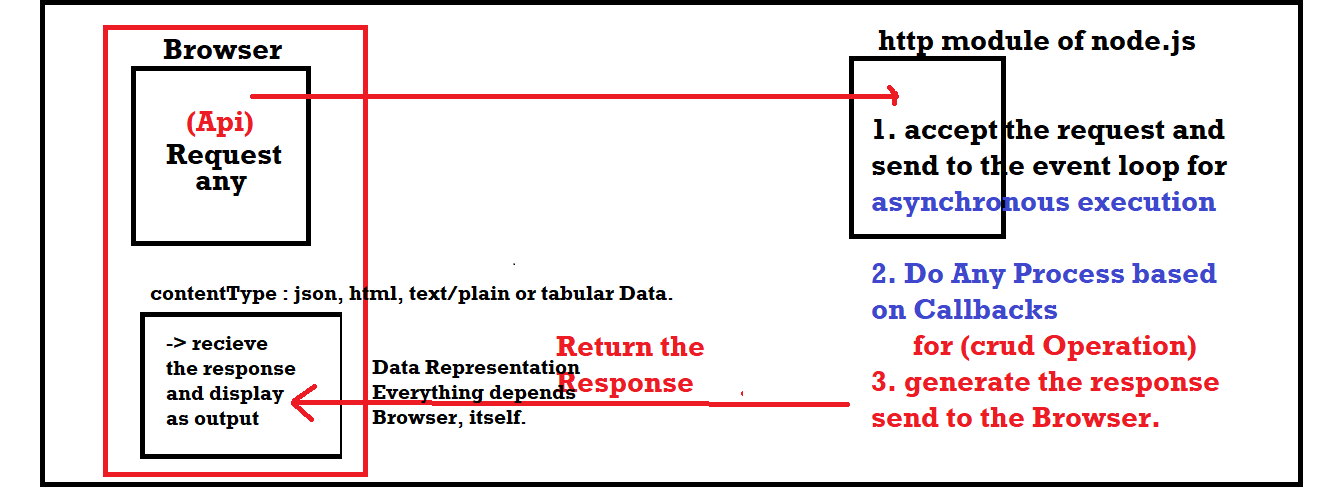 Browser
(Api)
Request
any
http module of node.js
1. accept the request and
send to the event loop for
asynchronous execution
2. Do Any Process based
on Callbacks
for (crud Operation)
3. generate the response
send to the Browser.
Return the
Response
contentType : json, html, text/plain or tabular Data.
Data Representation
Everything depends
Browser, itself.
-> recieve
the response
and display
as output